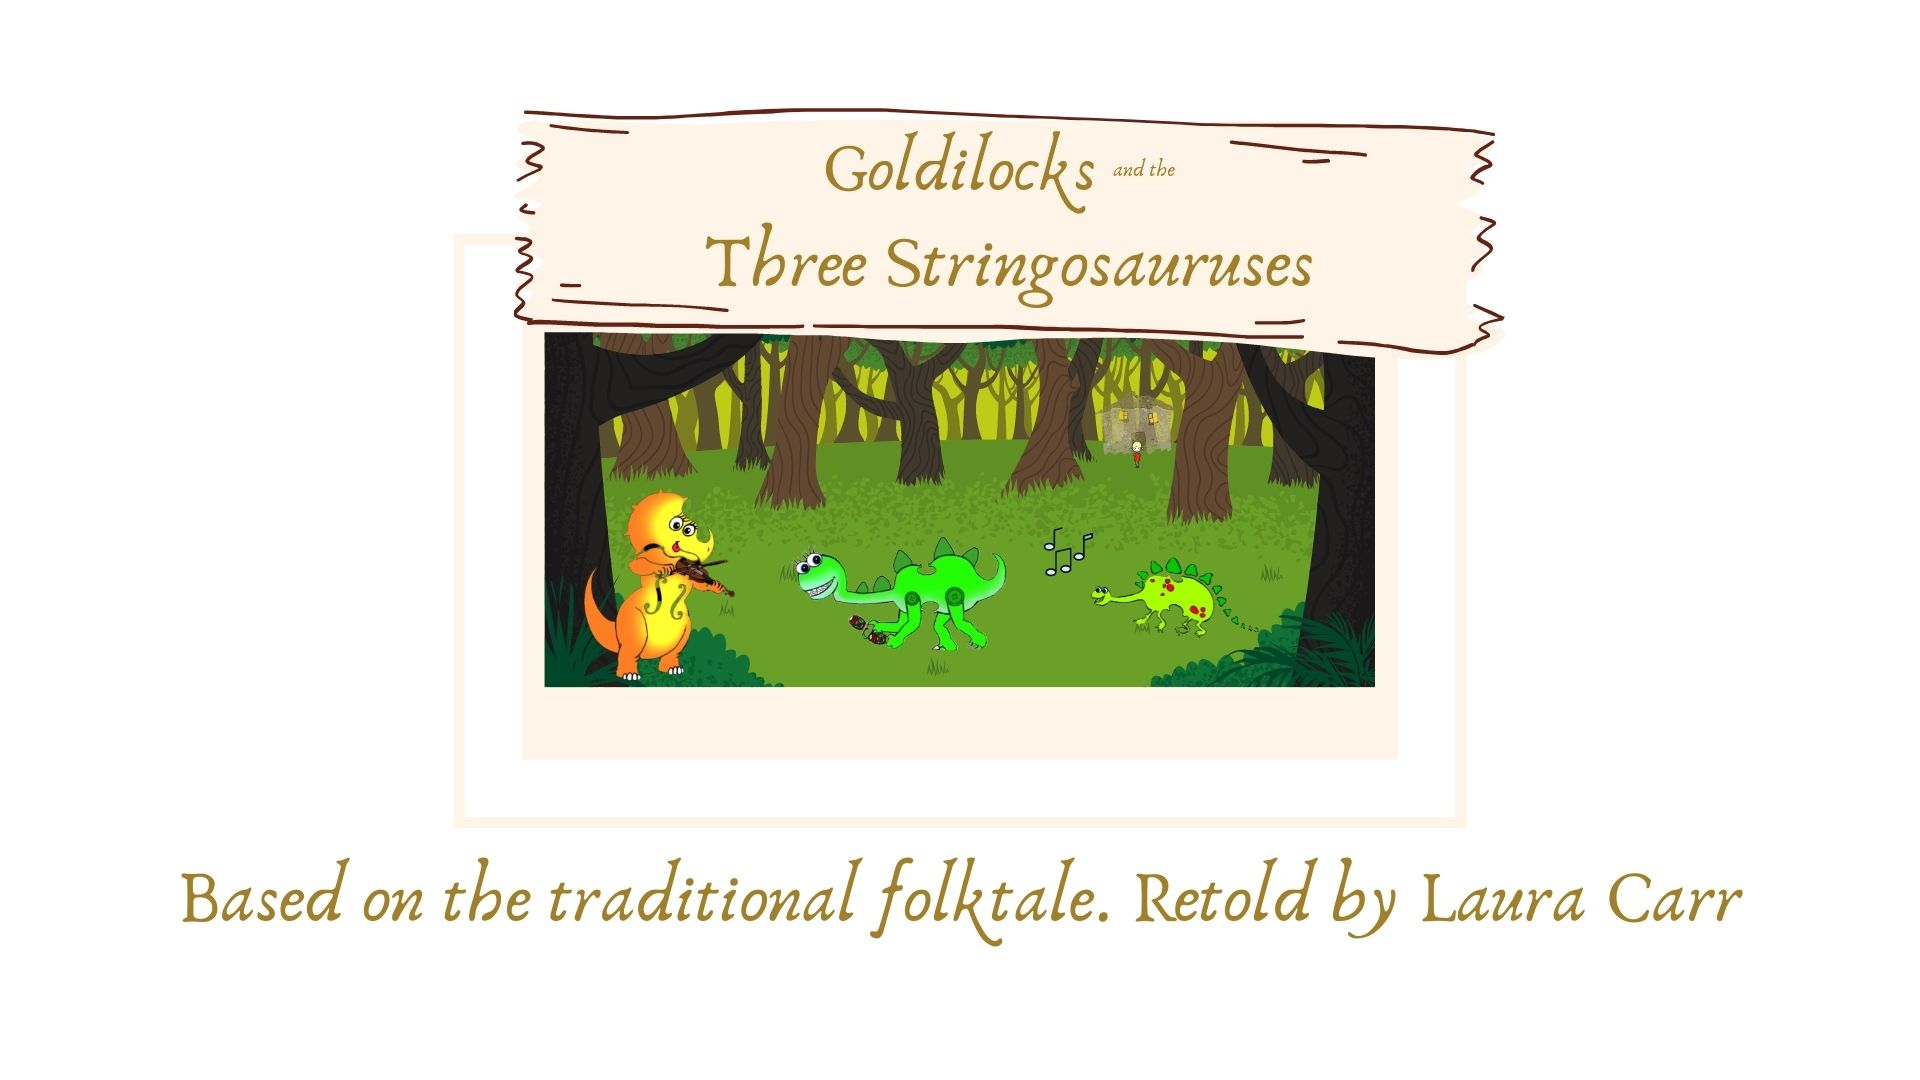 Goldilocks and the
Three Stringosauruses
Based on the traditional folktale. Retold by Laura Carr